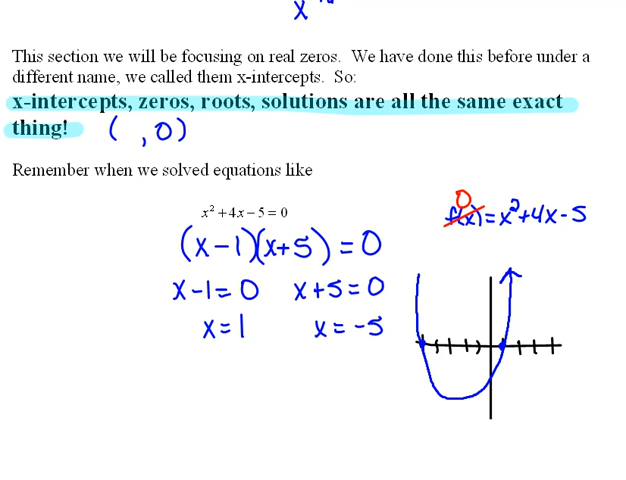 x
This section we will be focusing on real zeros. We have done this before under a
different name, we called them x-intercepts. So:
x-intercepts, zeros, roots, solutions are all the same exact
thing! ( , 0)
Remember when we solved equations like
x² + 4x − 5 = 0
0
f(x) = x² + 4x − 5
(x − 1)(x + 5) = 0
x − 1 = 0 x + 5 = 0
x = 1 x = −5